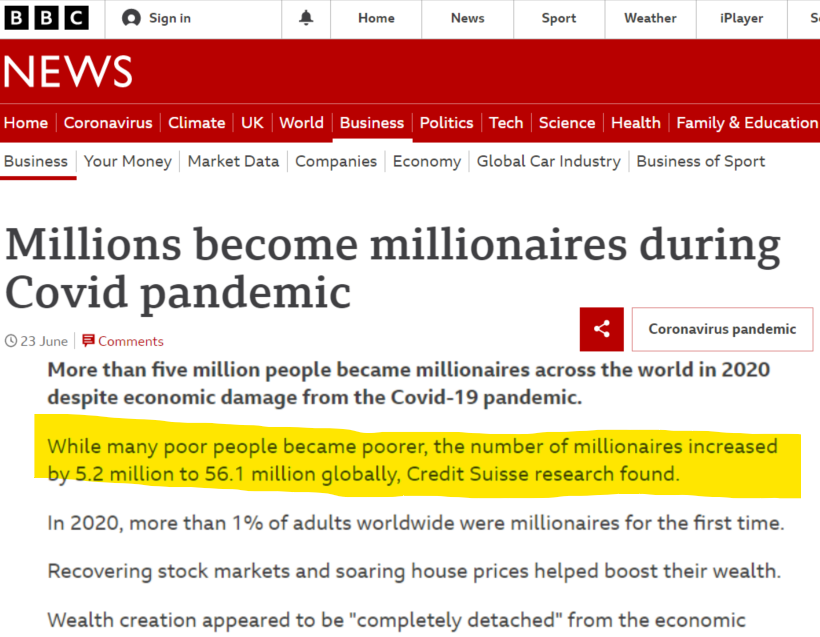 BBC Sign in Home News Sport Weather iPlayer
NEWS
Home Coronavirus Climate UK World Business Politics Tech Science Health Family & Education
Business Your Money Market Data Companies Economy Global Car Industry Business of Sport
Millions become millionaires during
Covid pandemic
23 June Comments
Coronavirus pandemic
More than five million people became millionaires across the world in 2020
despite economic damage from the Covid-19 pandemic.
While many poor people became poorer, the number of millionaires increased
by 5.2 million to 56.1 million globally, Credit Suisse research found.
In 2020, more than 1% of adults worldwide were millionaires for the first time.
Recovering stock markets and soaring house prices helped boost their wealth.
Wealth creation appeared to be "completely detached" from the economic